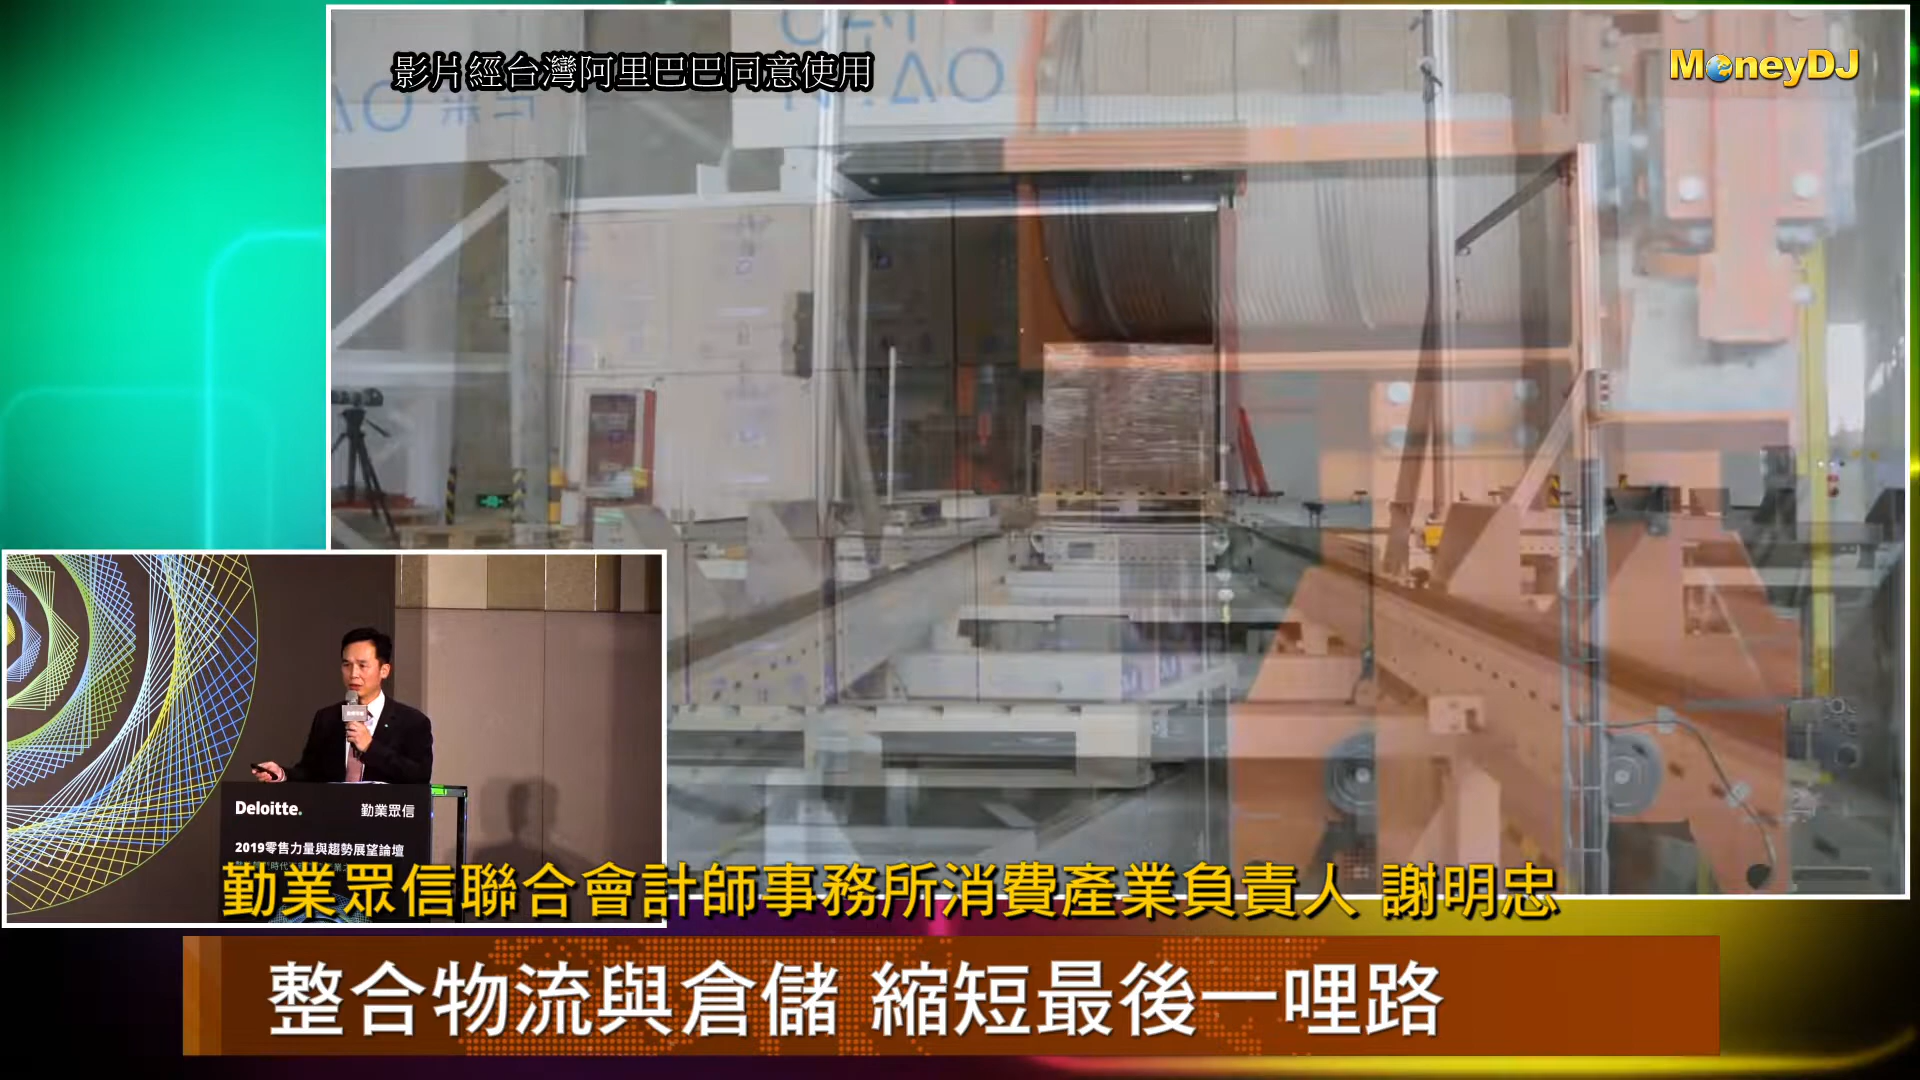 影片經台灣阿里巴巴同意使用
MoneyDJ
Deloitte.
勤業眾信
2019零售力量與趨勢展望論壇
勤業眾信聯合會計師事務所消費產業負責人 謝明忠
整合物流與倉儲 縮短最後一哩路